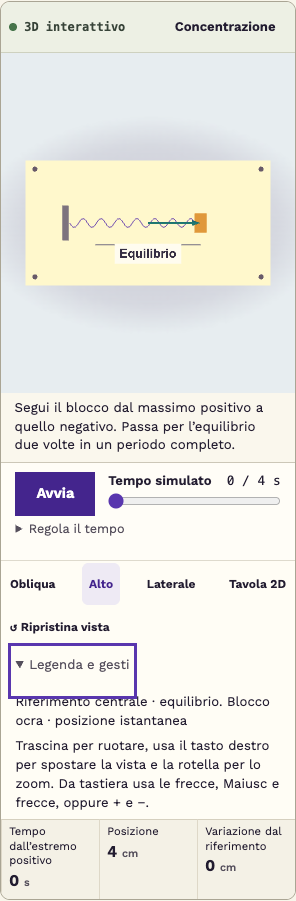 3D interattivo
Concentrazione
Equilibrio
Segui il blocco dal massimo positivo a
quello negativo. Passa per l'equilibrio
due volte in un periodo completo.
Avvia
Tempo simulato 0 / 4 s
▶ Regola il tempo
Obliqua Alto Laterale Tavola 2D
↺ Ripristina vista
▼ Legenda e gesti
Riferimento centrale · equilibrio. Blocco
ocra · posizione istantanea
Trascina per ruotare, usa il tasto destro
per spostare la vista e la rotella per lo
zoom. Da tastiera usa le frecce, Maiusc e
frecce, oppure + e −.
Tempo
dall'estremo
positivo
0 s
Posizione
4 cm
Variazione dal
riferimento
0 cm